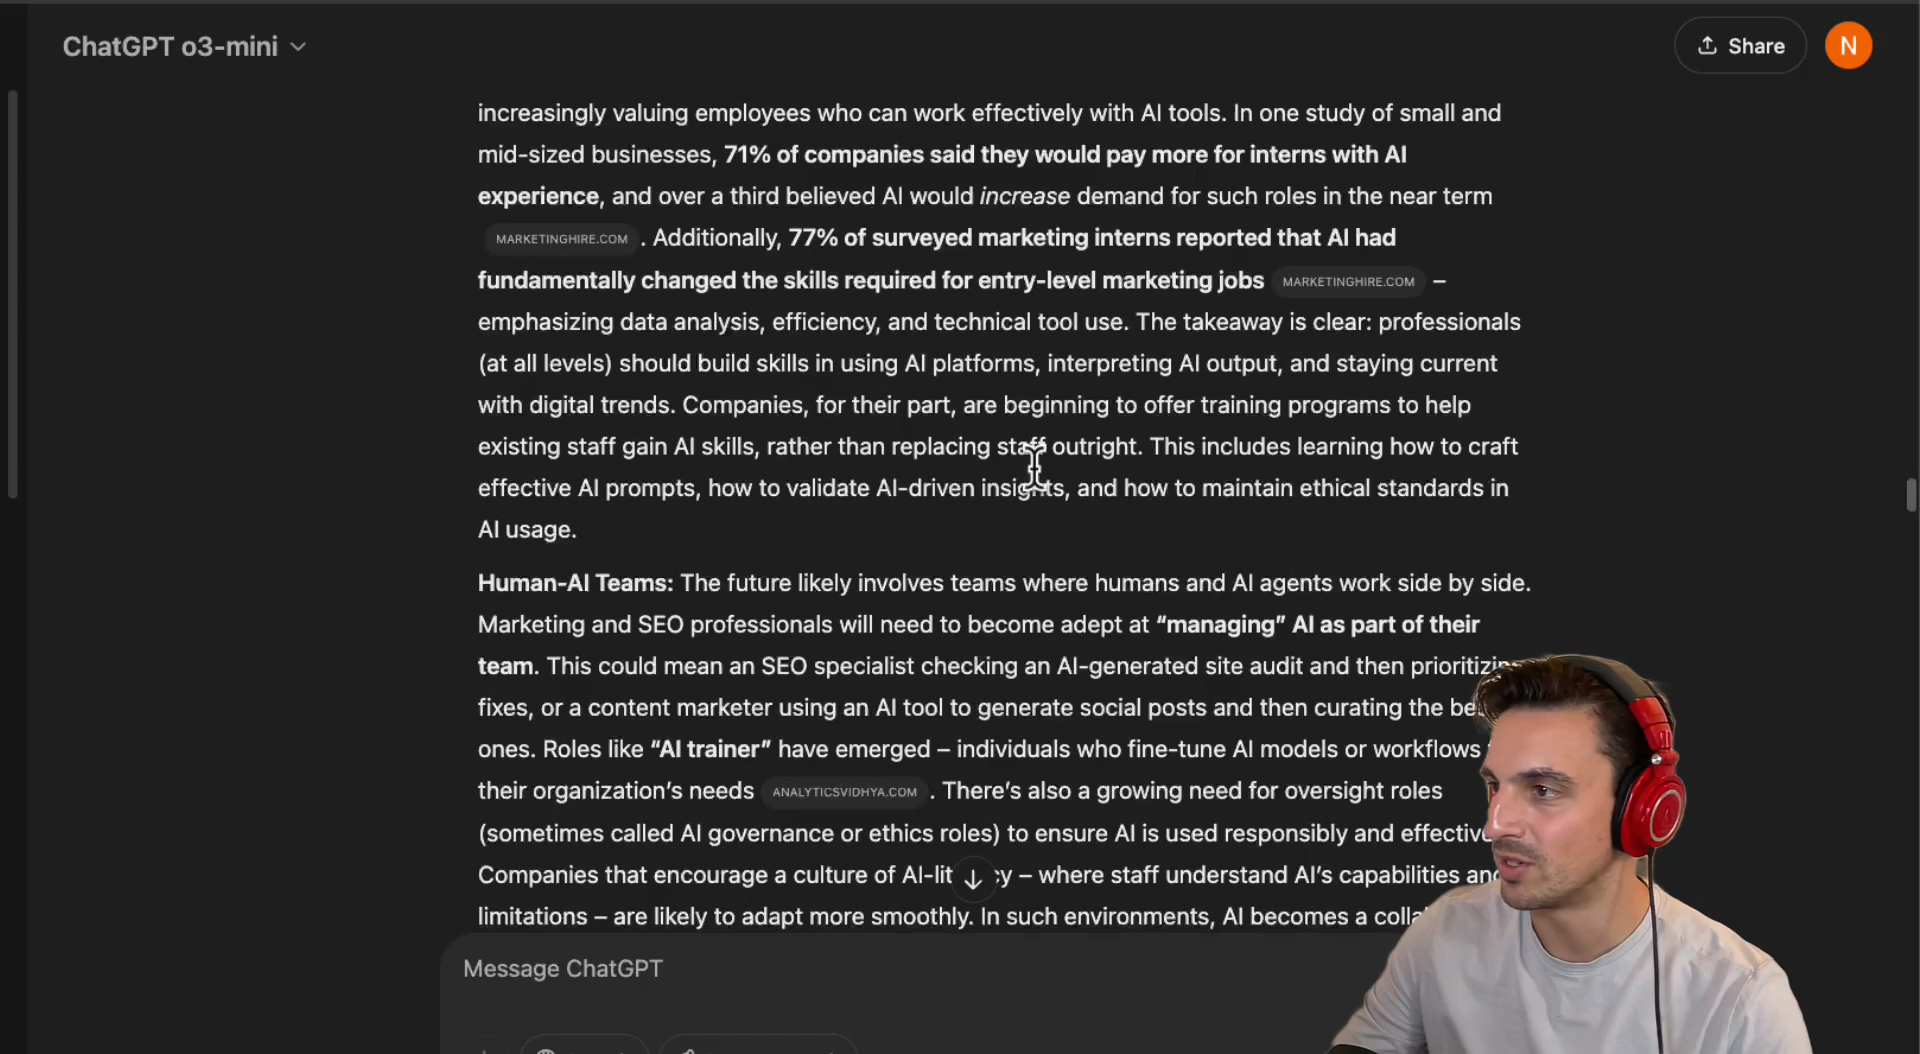 ChatGPT o3-mini
Share
N
increasingly valuing employees who can work effectively with AI tools. In one study of small and
mid-sized businesses, 71% of companies said they would pay more for interns with AI
experience, and over a third believed AI would increase demand for such roles in the near term
MARKETINGHIRE.COM . Additionally, 77% of surveyed marketing interns reported that AI had
fundamentally changed the skills required for entry-level marketing jobs MARKETINGHIRE.COM –
emphasizing data analysis, efficiency, and technical tool use. The takeaway is clear: professionals
(at all levels) should build skills in using AI platforms, interpreting AI output, and staying current
with digital trends. Companies, for their part, are beginning to offer training programs to help
existing staff gain AI skills, rather than replacing staff outright. This includes learning how to craft
effective AI prompts, how to validate AI-driven insights, and how to maintain ethical standards in
AI usage.
Human-AI Teams: The future likely involves teams where humans and AI agents work side by side.
Marketing and SEO professionals will need to become adept at “managing” AI as part of their
team. This could mean an SEO specialist checking an AI-generated site audit and then prioritizing
fixes, or a content marketer using an AI tool to generate social posts and then curating the
ones. Roles like “AI trainer” have emerged – individuals who fine-tune AI models or workflows
their organization’s needs ANALYTICSVIDHYA.COM . There’s also a growing need for oversight roles
(sometimes called AI governance or ethics roles) to ensure AI is used responsibly and
Companies that encourage a culture of – where staff understand AI’s capabilities and
limitations – are likely to adapt more smoothly. In such environments, AI becomes a
Message ChatGPT